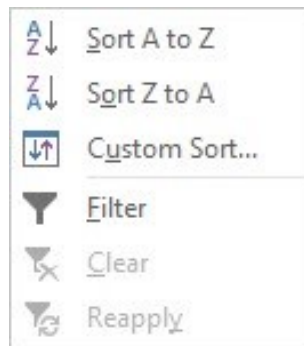 Sort A to Z
Sort Z to A
Custom Sort...
Filter
Clear
Reapply